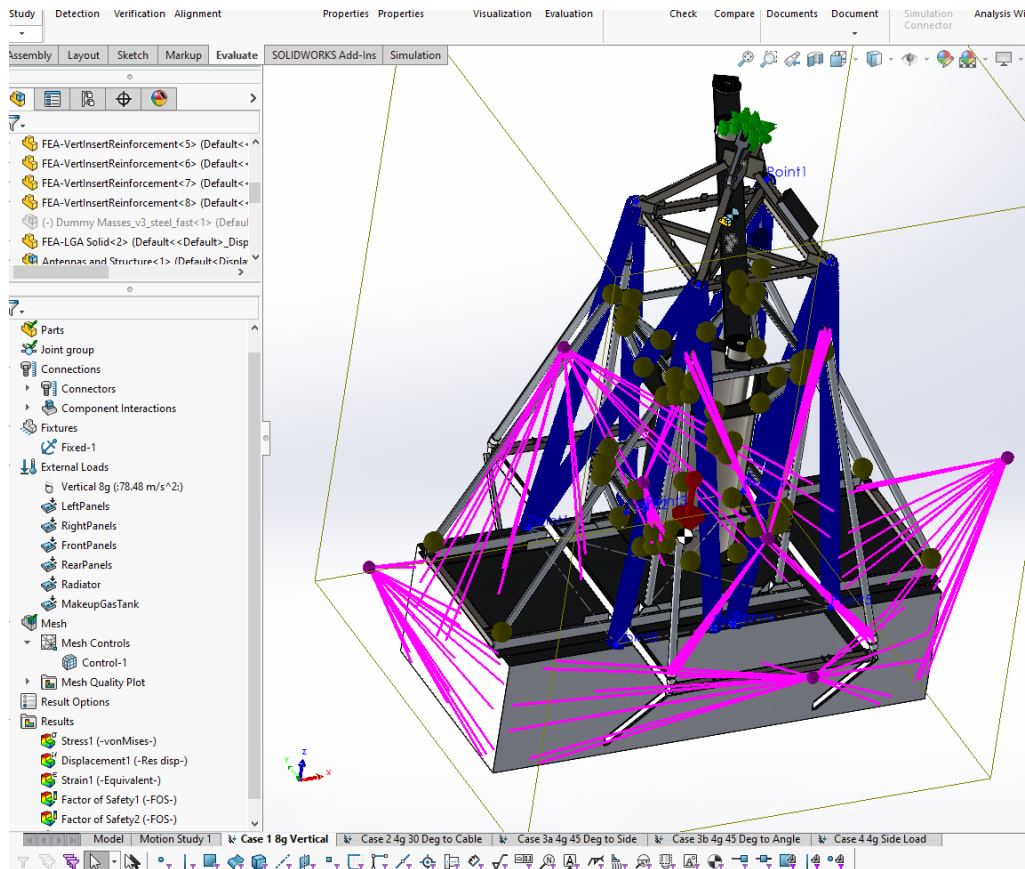 Study Detection Verification Alignment Properties Properties Visualization Evaluation Check Compare Documents Document Simulation Analysis Wi
Connector
Assembly Layout Sketch Markup Evaluate SOLIDWORKS Add-Ins Simulation
FEA-VertInsertReinforcement<5> (Default<<
FEA-VertInsertReinforcement<6> (Default<<
FEA-VertInsertReinforcement<7> (Default<<
FEA-VertInsertReinforcement<8> (Default<<
(-) Dummy Masses_v3_steel_fast<1> (Defaul
FEA-LGA Solid<2> (Default<<Default>_Disp
Antennas and Structure<1> (Default<Displa
Parts
Joint group
Connections
Connectors
Component Interactions
Fixtures
Fixed-1
External Loads
Vertical 8g (:78.48 m/s^2:)
LeftPanels
RightPanels
FrontPanels
RearPanels
Radiator
MakeupGasTank
Mesh
Mesh Controls
Control-1
Mesh Quality Plot
Result Options
Results
Stress1 (-vonMises-)
Displacement1 (-Res disp-)
Strain1 (-Equivalent-)
Factor of Safety1 (-FOS-)
Factor of Safety2 (-FOS-)
Point1
z
Y
x
Model Motion Study 1 Case 1 8g Vertical Case 2 4g 30 Deg to Cable Case 3a 4g 45 Deg to Side Case 3b 4g 45 Deg to Angle Case 4 4g Side Load